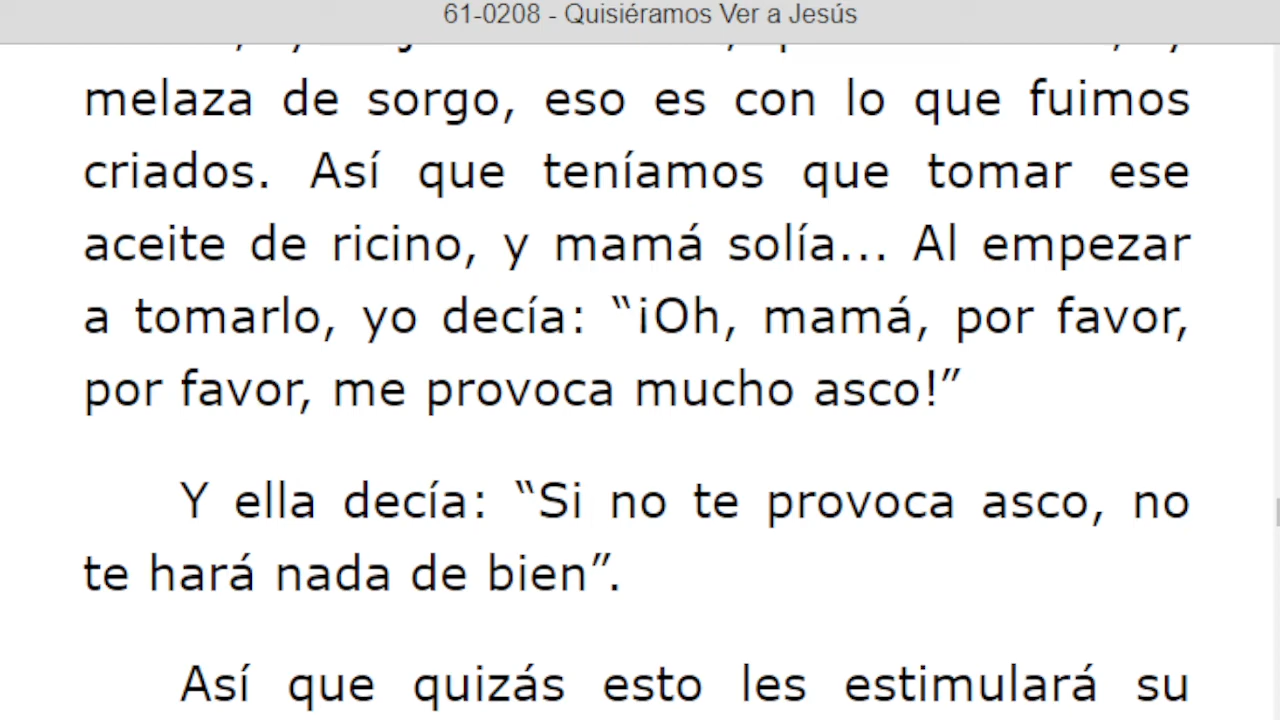 61-0208 - Quisiéramos Ver a Jesús
melaza de sorgo, eso es con lo que fuimos
criados. Así que teníamos que tomar ese
aceite de ricino, y mamá solía... Al empezar
a tomarlo, yo decía: “¡Oh, mamá, por favor,
por favor, me provoca mucho asco!”
Y ella decía: “Si no te provoca asco, no
te hará nada de bien”.
Así que quizás esto les estimulará su